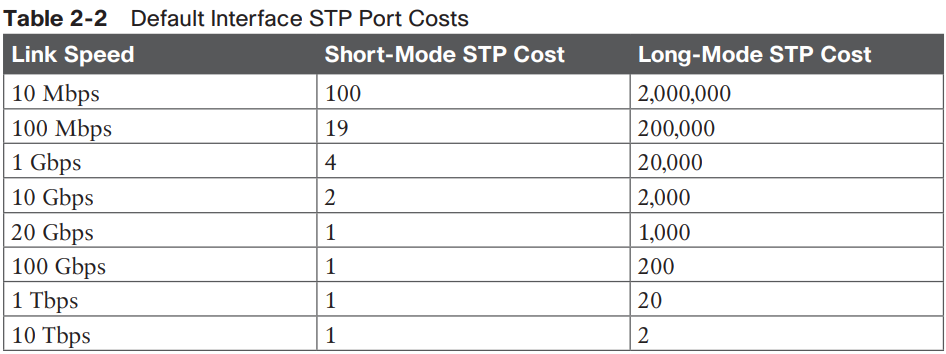 Table 2-2 Default Interface STP Port Costs
Link Speed Short-Mode STP Cost Long-Mode STP Cost
10 Mbps 100 2,000,000
100 Mbps 19 200,000
1 Gbps 4 20,000
10 Gbps 2 2,000
20 Gbps 1 1,000
100 Gbps 1 200
1 Tbps 1 20
10 Tbps 1 2